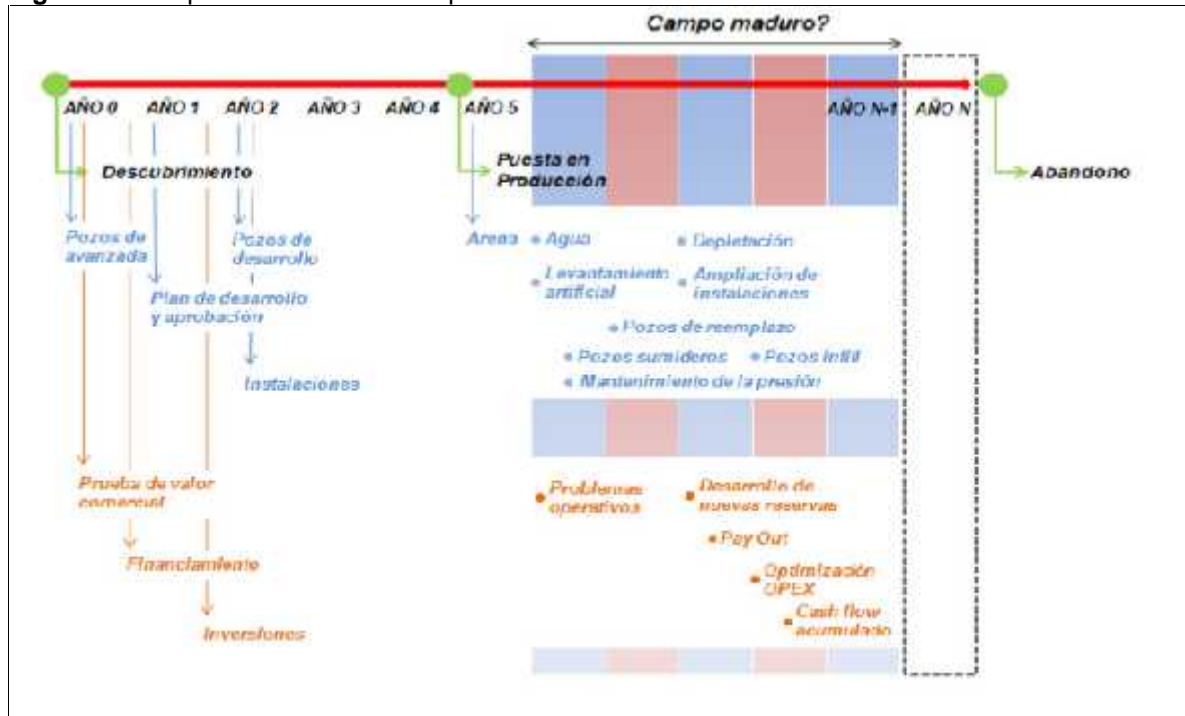 Campo maduro?
AÑO 0 AÑO 1 AÑO 2 AÑO 3 AÑO 4 AÑO 5 AÑO N-1 AÑO N
Descubrimiento
Puesta en
Producción
Abandono
Pozos de
avanzada
Pozos de
desarrollo
Plan de desarrollo
y aprobación
Instalaciones
Arena
Agua
Depletación
Levantamiento
artificial
Ampliación de
instalaciones
Pozos de reemplazo
Pozos sumideros
Pozos Infill
Mantenimiento de la presión
Prueba de valor
comercial
Financiamiento
Inversiones
Problemas
operativos
Desarrollo de
nuevas reservas
Pay Out
Optimización
OPEX
Cash flow
acumulado